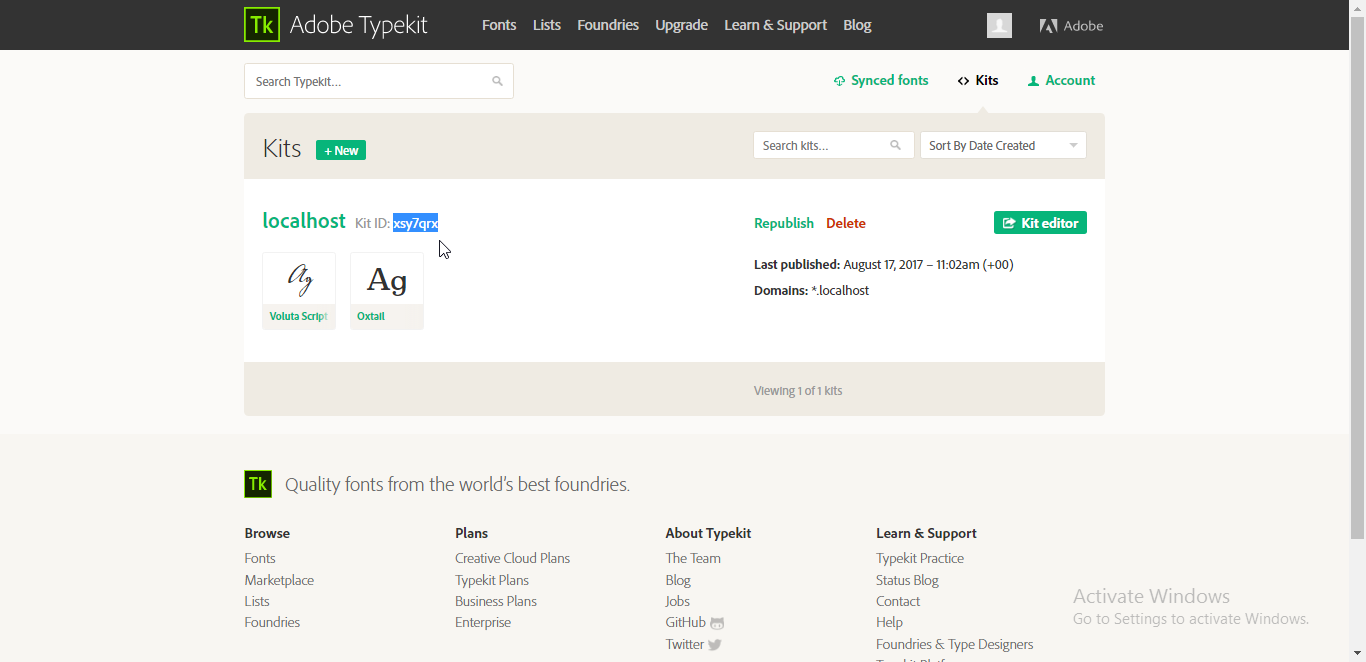 Tk Adobe Typekit Fonts Lists Foundries Upgrade Learn & Support Blog Adobe
Search Typekit... Synced fonts <> Kits Account
Kits + New Search kits... Sort By Date Created
localhost Kit ID: xsy7qrx Republish Delete Kit editor
Ag Ag
Last published: August 17, 2017 – 11:02am (+00)
Domains: *.localhost
Voluta Script Oxtail
Viewing 1 of 1 kits
Tk Quality fonts from the world's best foundries.
Browse Plans About Typekit Learn & Support
Fonts Creative Cloud Plans The Team Typekit Practice
Marketplace Typekit Plans Blog Status Blog
Lists Business Plans Jobs Contact
Foundries Enterprise GitHub Help
Twitter Foundries & Type Designers
Activate Windows
Go to Settings to activate Windows.